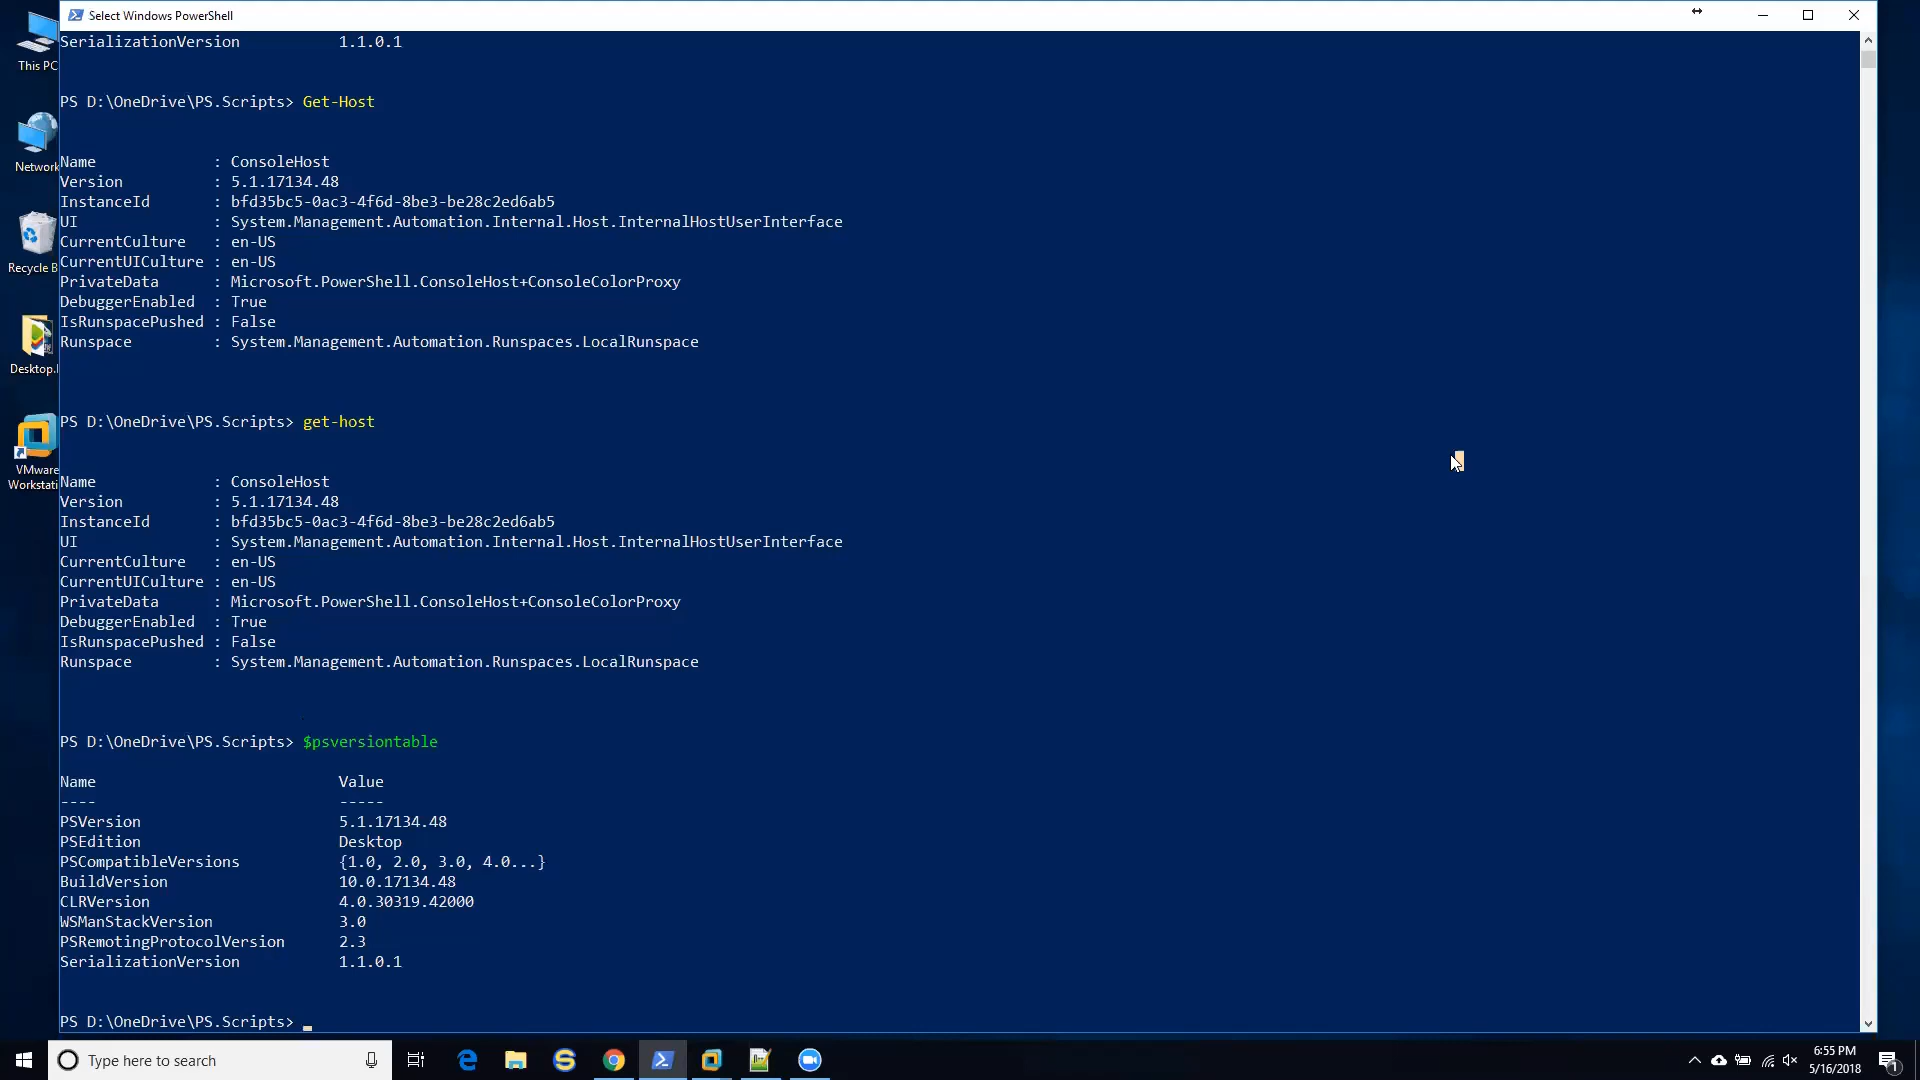 Select Windows PowerShell
SerializationVersion 1.1.0.1
PS D:\OneDrive\PS.Scripts> Get-Host
Name : ConsoleHost
Version : 5.1.17134.48
InstanceId : bfd35bc5-0ac3-4f6d-8be3-be28c2ed6ab5
UI : System.Management.Automation.Internal.Host.InternalHostUserInterface
CurrentCulture : en-US
CurrentUICulture : en-US
PrivateData : Microsoft.PowerShell.ConsoleHost+ConsoleColorProxy
DebuggerEnabled : True
IsRunspacePushed : False
Runspace : System.Management.Automation.Runspaces.LocalRunspace
PS D:\OneDrive\PS.Scripts> get-host
Name : ConsoleHost
Version : 5.1.17134.48
InstanceId : bfd35bc5-0ac3-4f6d-8be3-be28c2ed6ab5
UI : System.Management.Automation.Internal.Host.InternalHostUserInterface
CurrentCulture : en-US
CurrentUICulture : en-US
PrivateData : Microsoft.PowerShell.ConsoleHost+ConsoleColorProxy
DebuggerEnabled : True
IsRunspacePushed : False
Runspace : System.Management.Automation.Runspaces.LocalRunspace
PS D:\OneDrive\PS.Scripts> $psversiontable
Name Value
---- -----
PSVersion 5.1.17134.48
PSEdition Desktop
PSCompatibleVersions {1.0, 2.0, 3.0, 4.0...}
BuildVersion 10.0.17134.48
CLRVersion 4.0.30319.42000
WSManStackVersion 3.0
PSRemotingProtocolVersion 2.3
SerializationVersion 1.1.0.1
PS D:\OneDrive\PS.Scripts> _
This PC
Network
Recycle B
Desktop.
VMware
Workstati
Type here to search
6:55 PM
5/16/2018
1